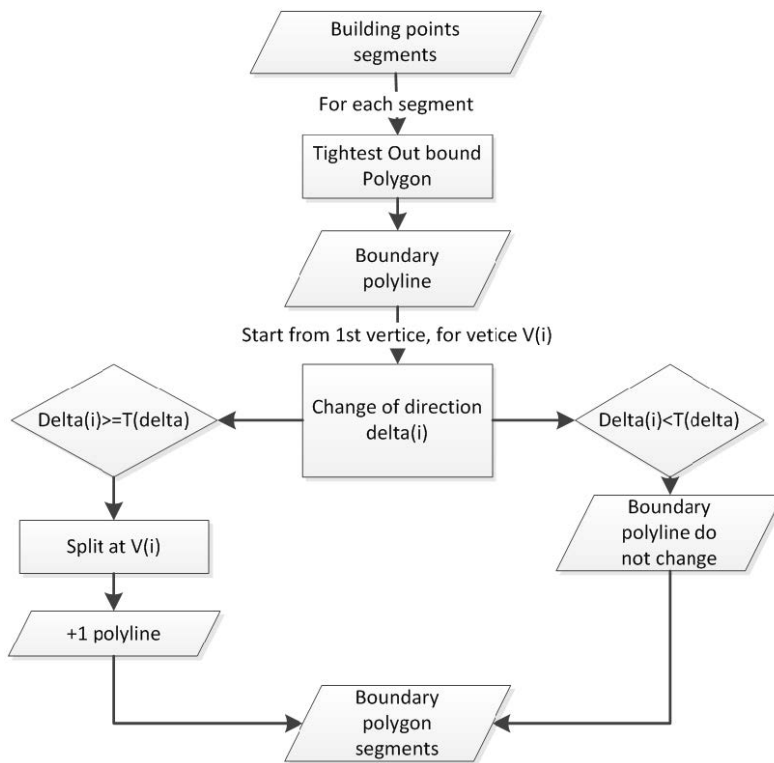 Building points
segments
For each segment
Tightest Out bound
Polygon
Boundary
polyline
Start from 1st vertice, for vetice V(i)
Delta(i)>=T(delta)
Change of direction
delta(i)
Delta(i)<T(delta)
Split at V(i)
Boundary
polyline do
not change
+1 polyline
Boundary
polygon
segments